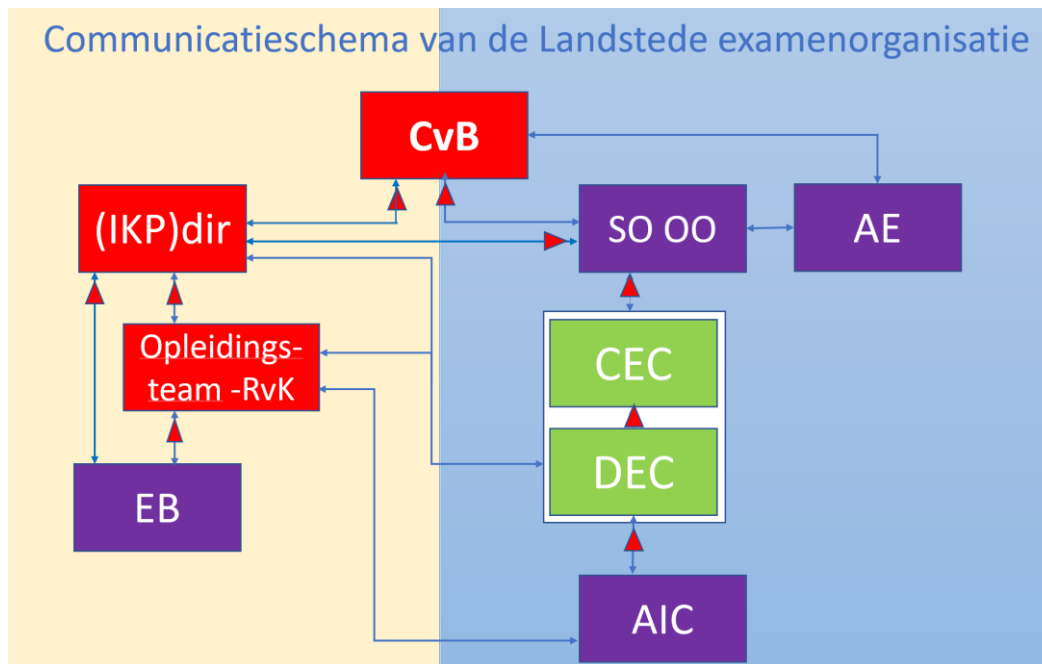 Communicatieschema van de Landstede examenorganisatie
CvB
(IKP)dir
SO OO
AE
Opleidings-
team -RvK
CEC
DEC
EB
AIC